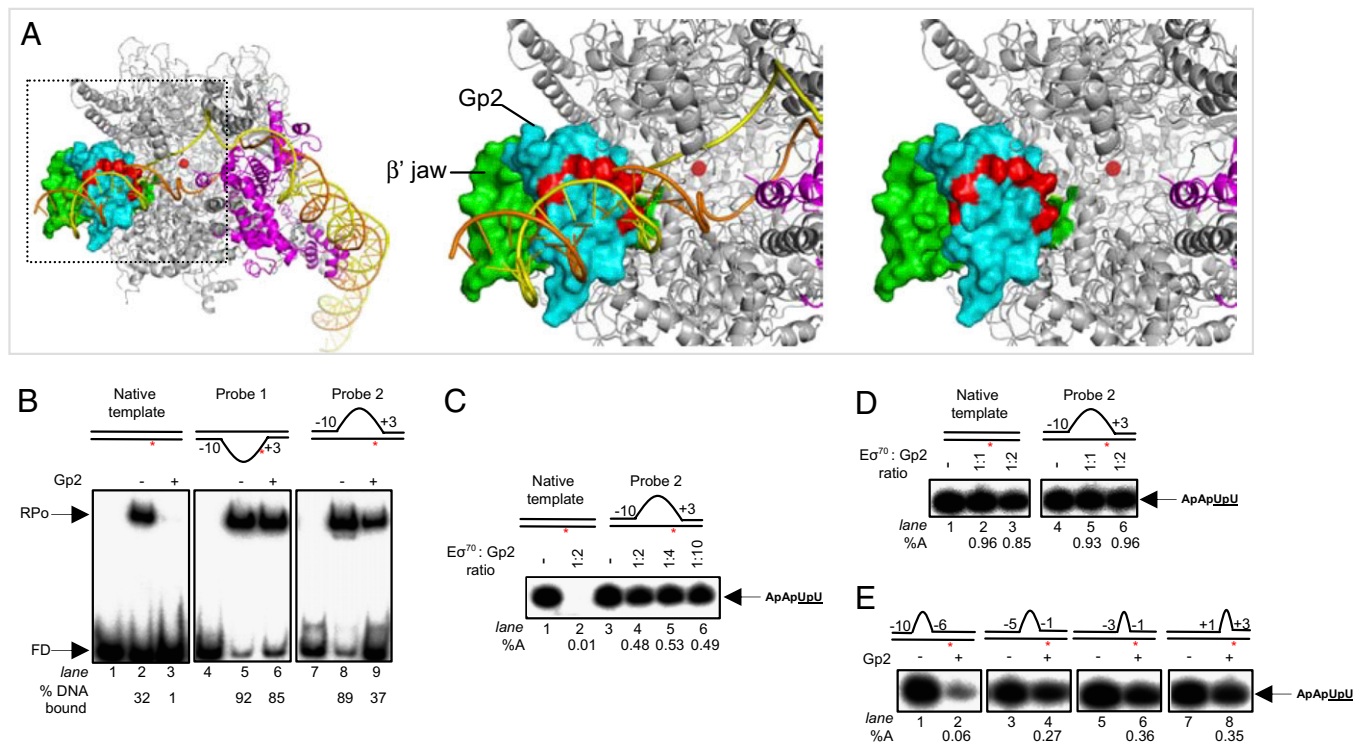 A
Gp2
β' jaw
B
Native template
Probe 1
Probe 2
-10
+3
-10
+3
*
*
*
Gp2 - + - + - +
RPo
FD
lane 1 2 3 4 5 6 7 8 9
% DNA bound 32 1 92 85 89 37
C
Native template
Probe 2
-10
+3
*
*
Eσ⁷⁰ : Gp2 ratio - 1:2 - 1:2 1:4 1:10
ApApUpU
lane 1 2 3 4 5 6
%A 0.01 0.48 0.53 0.49
D
Native template
Probe 2
-10
+3
*
*
Eσ⁷⁰ : Gp2 ratio - 1:1 1:2 - 1:1 1:2
ApApUpU
lane 1 2 3 4 5 6
%A 0.96 0.85 0.93 0.96
E
-10 -6 -5 -1 -3 -1 +1 +3
* * * *
Gp2 - + - + - + - +
ApApUpU
lane 1 2 3 4 5 6 7 8
%A 0.06 0.27 0.36 0.35